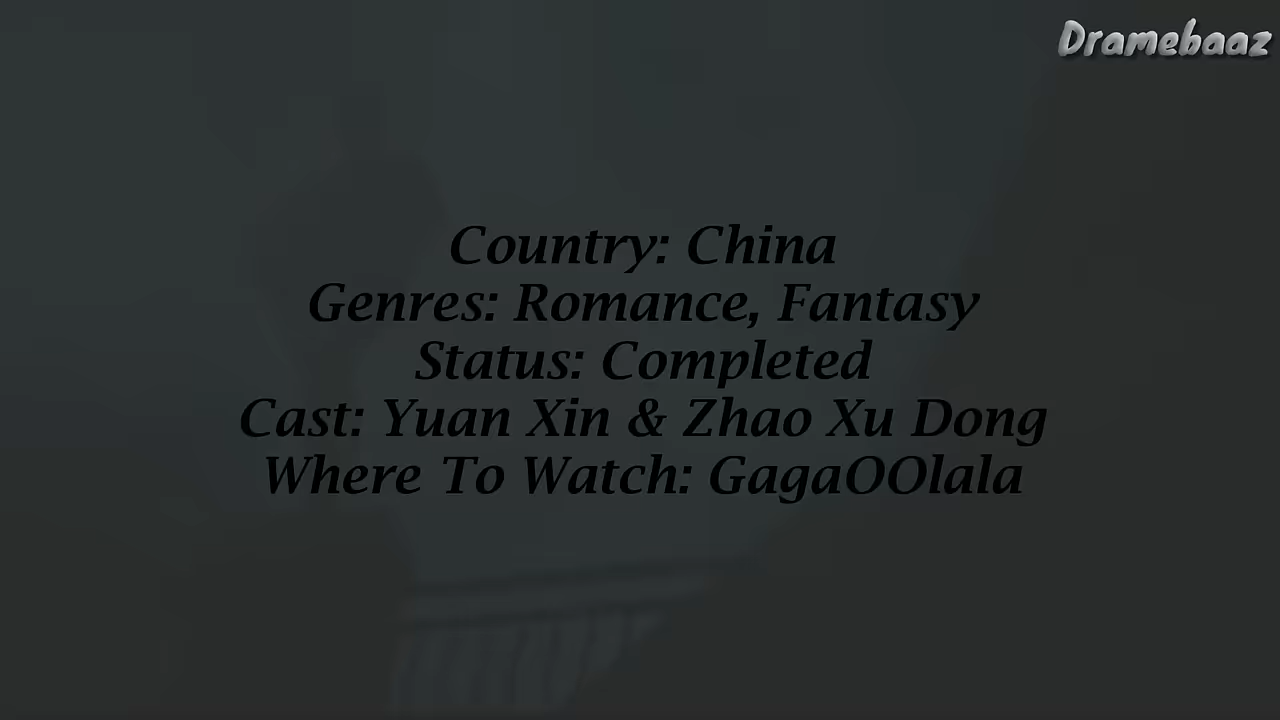 Dramebaaz
Country: China
Genres: Romance, Fantasy
Status: Completed
Cast: Yuan Xin & Zhao Xu Dong
Where To Watch: GagaOOlala